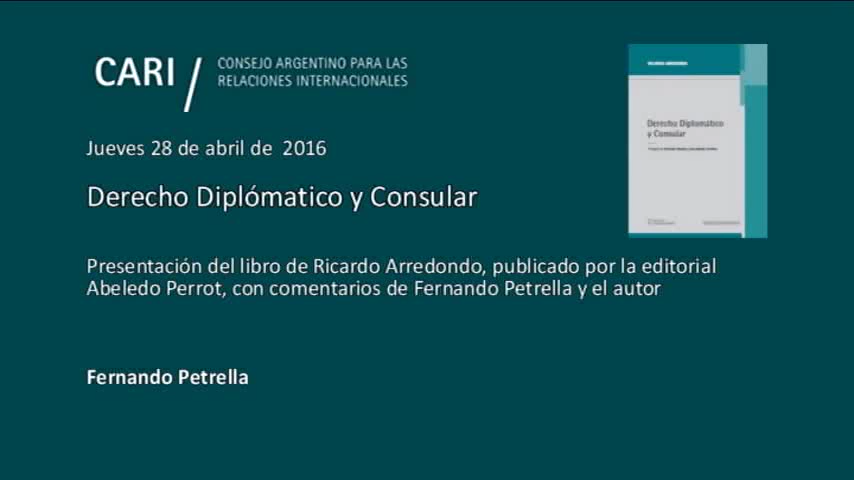 CARI
CONSEJO ARGENTINO PARA LAS
RELACIONES INTERNACIONALES
Jueves 28 de abril de 2016
Derecho Diplómatico y Consular
Presentación del libro de Ricardo Arredondo, publicado por la editorial
Abeledo Perrot, con comentarios de Fernando Petrella y el autor
Fernando Petrella
Derecho Diplomático
y Consular